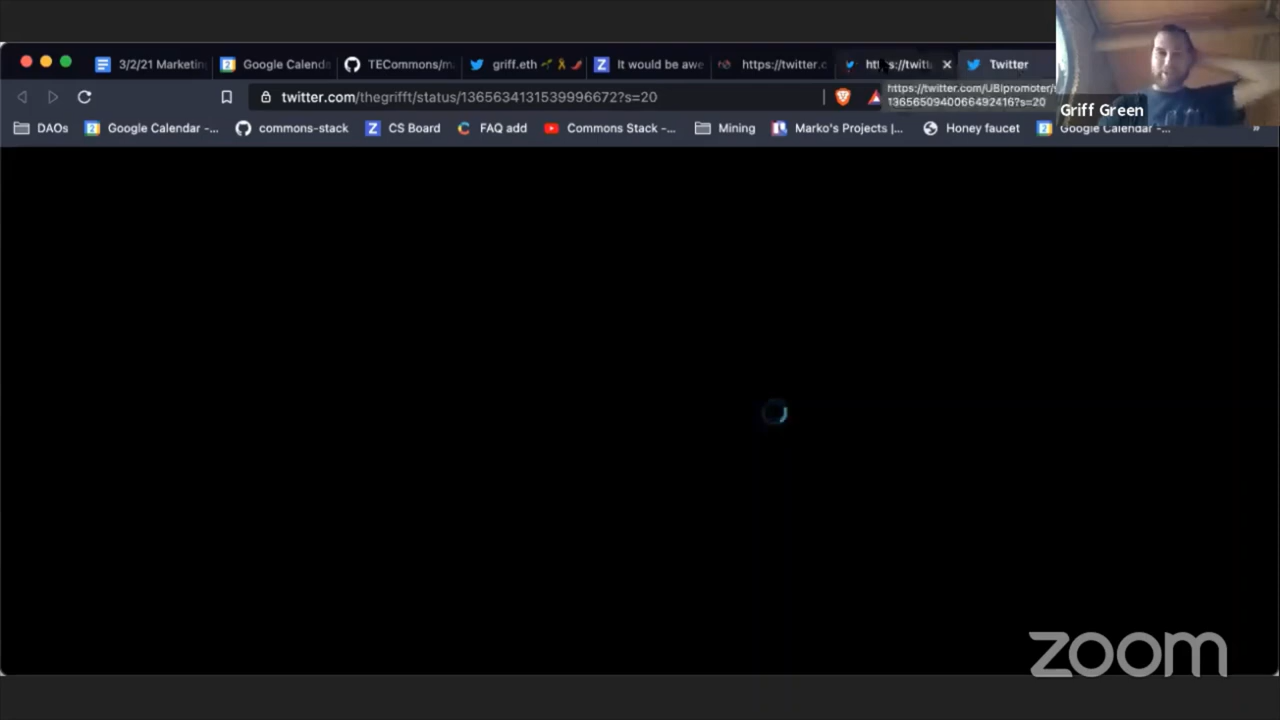 3/2/21 Marketin
Google Calenda
TECommons/m
griff.eth
It would be awe
https://twitter.c
https://twitt
Twitter
twitter.com/thegrifft/status/1365634131539996672?s=20
https://twitter.com/UBIpromoter/s
1365650940066492416?s=20
Griff Green
DAOs
Google Calendar -...
commons-stack
CS Board
FAQ add
Commons Stack -...
Mining
Marko's Projects |...
Honey faucet
Google Calendar -...
»
zoom